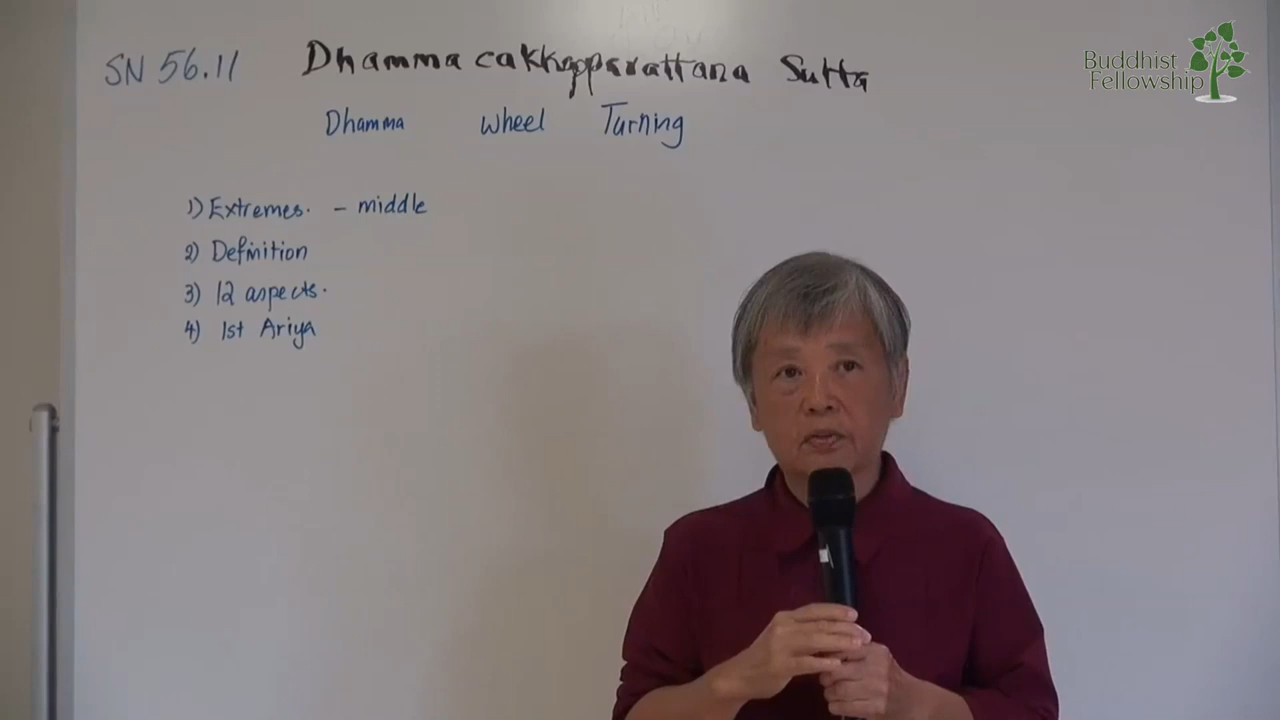 SN 56.11 Dhammacakkappavattana Sutta
Dhamma wheel Turning
1) Extremes. - middle
2) Definition
3) 12 aspects.
4) 1st Ariya
Buddhist
Fellowship